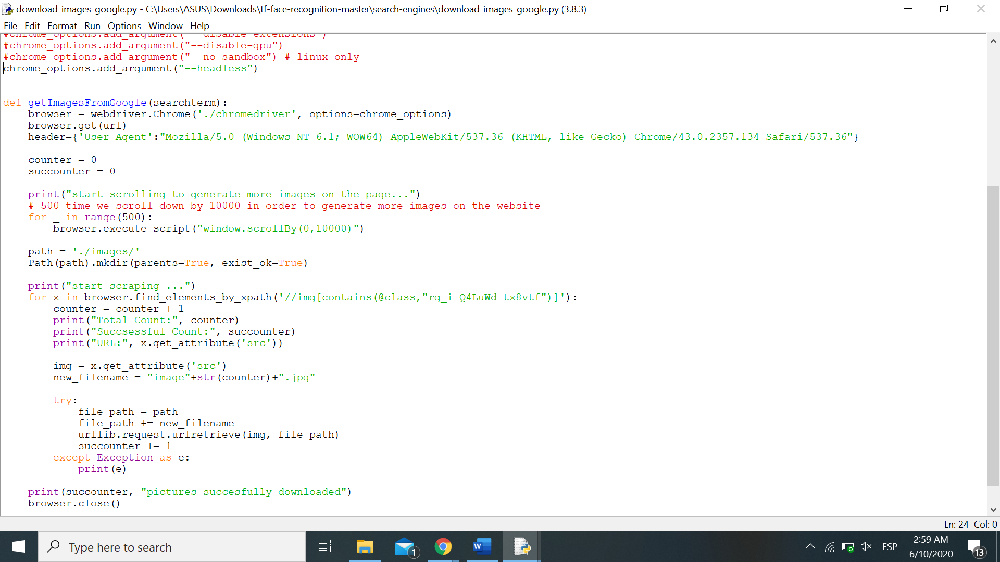 download_images_google.py - C:\Users\ASUS\Downloads\tf-face-recognition-master\search-engines\download_images_google.py (3.8.3)
File Edit Format Run Options Window Help
#chrome_options.add_argument("--disable-extensions")
#chrome_options.add_argument("--disable-gpu")
#chrome_options.add_argument("--no-sandbox") # linux only
chrome_options.add_argument("--headless")
def getImagesFromGoogle(searchterm):
    browser = webdriver.Chrome('./chromedriver', options=chrome_options)
    browser.get(url)
    header={'User-Agent':"Mozilla/5.0 (Windows NT 6.1; WOW64) AppleWebKit/537.36 (KHTML, like Gecko) Chrome/43.0.2357.134 Safari/537.36"}
    counter = 0
    succounter = 0
    print("start scrolling to generate more images on the page...")
    # 500 time we scroll down by 10000 in order to generate more images on the website
    for _ in range(500):
        browser.execute_script("window.scrollBy(0,10000)")
    path = './images/'
    Path(path).mkdir(parents=True, exist_ok=True)
    print("start scraping ...")
    for x in browser.find_elements_by_xpath('//img[contains(@class,"rg_i Q4LuWd tx8vtf")]'):
        counter = counter + 1
        print("Total Count:", counter)
        print("Succsessful Count:", succounter)
        print("URL:", x.get_attribute('src'))
        img = x.get_attribute('src')
        new_filename = "image"+str(counter)+".jpg"
        try:
            file_path = path
            file_path += new_filename
            urllib.request.urlretrieve(img, file_path)
            succounter += 1
        except Exception as e:
            print(e)
    print(succounter, "pictures succesfully downloaded")
    browser.close()
Ln: 24 Col: 0
Type here to search
1
W
ESP
2:59 AM
6/10/2020
13